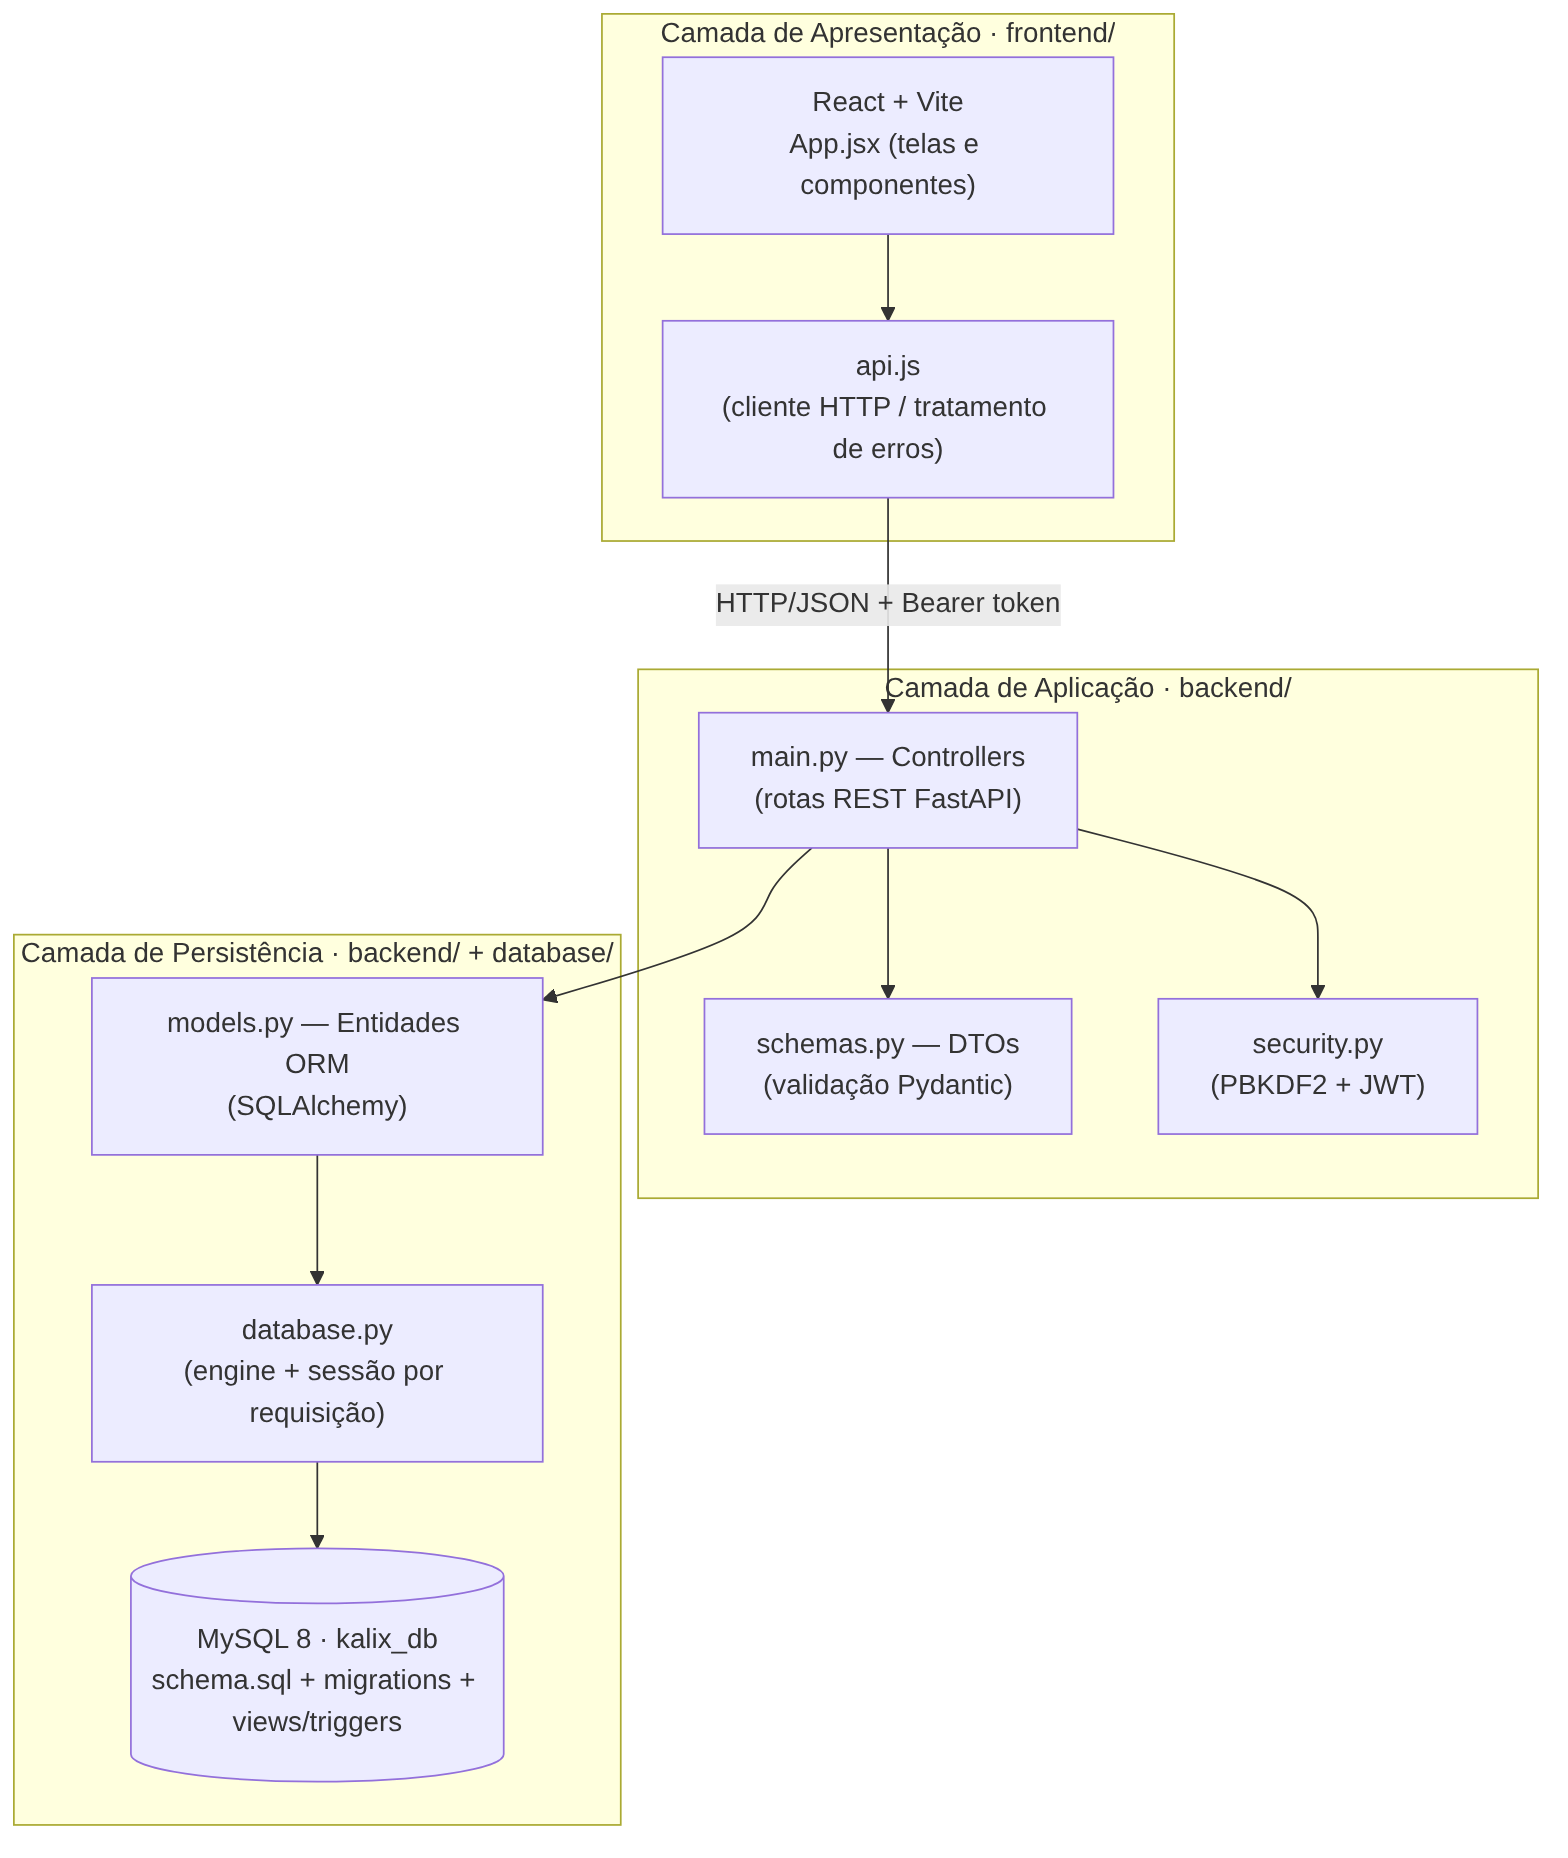 Camada de Apresentação · frontend/
React + Vite
App.jsx (telas e
componentes)
api.js
(cliente HTTP / tratamento
de erros)
HTTP/JSON + Bearer token
Camada de Aplicação · backend/
main.py — Controllers
(rotas REST FastAPI)
Camada de Persistência · backend/ + database/
models.py — Entidades
ORM
(SQLAlchemy)
schemas.py — DTOs
(validação Pydantic)
security.py
(PBKDF2 + JWT)
database.py
(engine + sessão por
requisição)
MySQL 8 · kalix_db
schema.sql + migrations +
views/triggers